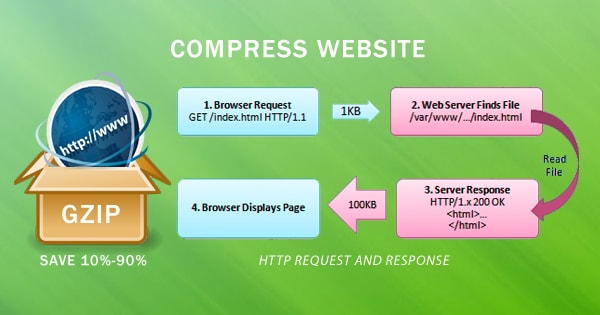 COMPRESS WEBSITE
http://www
GZIP
SAVE 10%-90%
1. Browser Request
GET /index.html HTTP/1.1
1KB
2. Web Server Finds File
/var/www/.../index.html
Read
File
3. Server Response
HTTP/1.x 200 OK
<html>...
</html>
100KB
4. Browser Displays Page
HTTP REQUEST AND RESPONSE